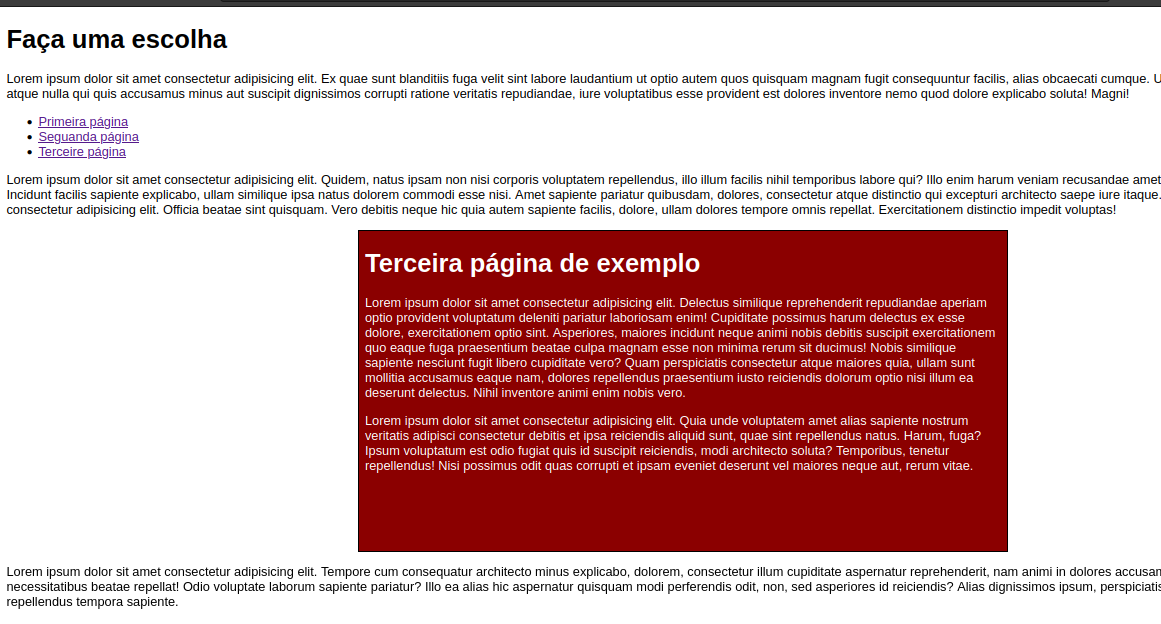 Faça uma escolha
Lorem ipsum dolor sit amet consectetur adipisicing elit. Ex quae sunt blanditiis fuga velit sint labore laudantium ut optio autem quos quisquam magnam fugit consequuntur facilis, alias obcaecati cumque. U
atque nulla qui quis accusamus minus aut suscipit dignissimos corrupti ratione veritatis repudiandae, iure voluptatibus esse provident est dolores inventore nemo quod dolore explicabo soluta! Magni!
• Primeira página
• Seguanda página
• Terceire página
Lorem ipsum dolor sit amet consectetur adipisicing elit. Quidem, natus ipsam non nisi corporis voluptatem repellendus, illo illum facilis nihil temporibus labore qui? Illo enim harum veniam recusandae amet
Incidunt facilis sapiente explicabo, ullam similique ipsa natus dolorem commodi esse nisi. Amet sapiente pariatur quibusdam, dolores, consectetur atque distinctio qui excepturi architecto saepe iure itaque.
consectetur adipisicing elit. Officia beatae sint quisquam. Vero debitis neque hic quia autem sapiente facilis, dolore, ullam dolores tempore omnis repellat. Exercitationem distinctio impedit voluptas!
Terceira página de exemplo
Lorem ipsum dolor sit amet consectetur adipisicing elit. Delectus similique reprehenderit repudiandae aperiam
optio provident voluptatum deleniti pariatur laboriosam enim! Cupiditate possimus harum delectus ex esse
dolore, exercitationem optio sint. Asperiores, maiores incidunt neque animi nobis debitis suscipit exercitationem
quo eaque fuga praesentium beatae culpa magnam esse non minima rerum sit ducimus! Nobis similique
sapiente nesciunt fugit libero cupiditate vero? Quam perspiciatis consectetur atque maiores quia, ullam sunt
mollitia accusamus eaque nam, dolores repellendus praesentium iusto reiciendis dolorum optio nisi illum ea
deserunt delectus. Nihil inventore animi enim nobis vero.
Lorem ipsum dolor sit amet consectetur adipisicing elit. Quia unde voluptatem amet alias sapiente nostrum
veritatis adipisci consectetur debitis et ipsa reiciendis aliquid sunt, quae sint repellendus natus. Harum, fuga?
Ipsum voluptatum est odio fugiat quis id suscipit reiciendis, modi architecto soluta? Temporibus, tenetur
repellendus! Nisi possimus odit quas corrupti et ipsam eveniet deserunt vel maiores neque aut, rerum vitae.
Lorem ipsum dolor sit amet consectetur adipisicing elit. Tempore cum consequatur architecto minus explicabo, dolorem, consectetur illum cupiditate aspernatur reprehenderit, nam animi in dolores accusan
necessitatibus beatae repellat! Odio voluptate laborum sapiente pariatur? Illo ea alias hic aspernatur quisquam modi perferendis odit, non, sed asperiores id reiciendis? Alias dignissimos ipsum, perspiciatis
repellendus tempora sapiente.